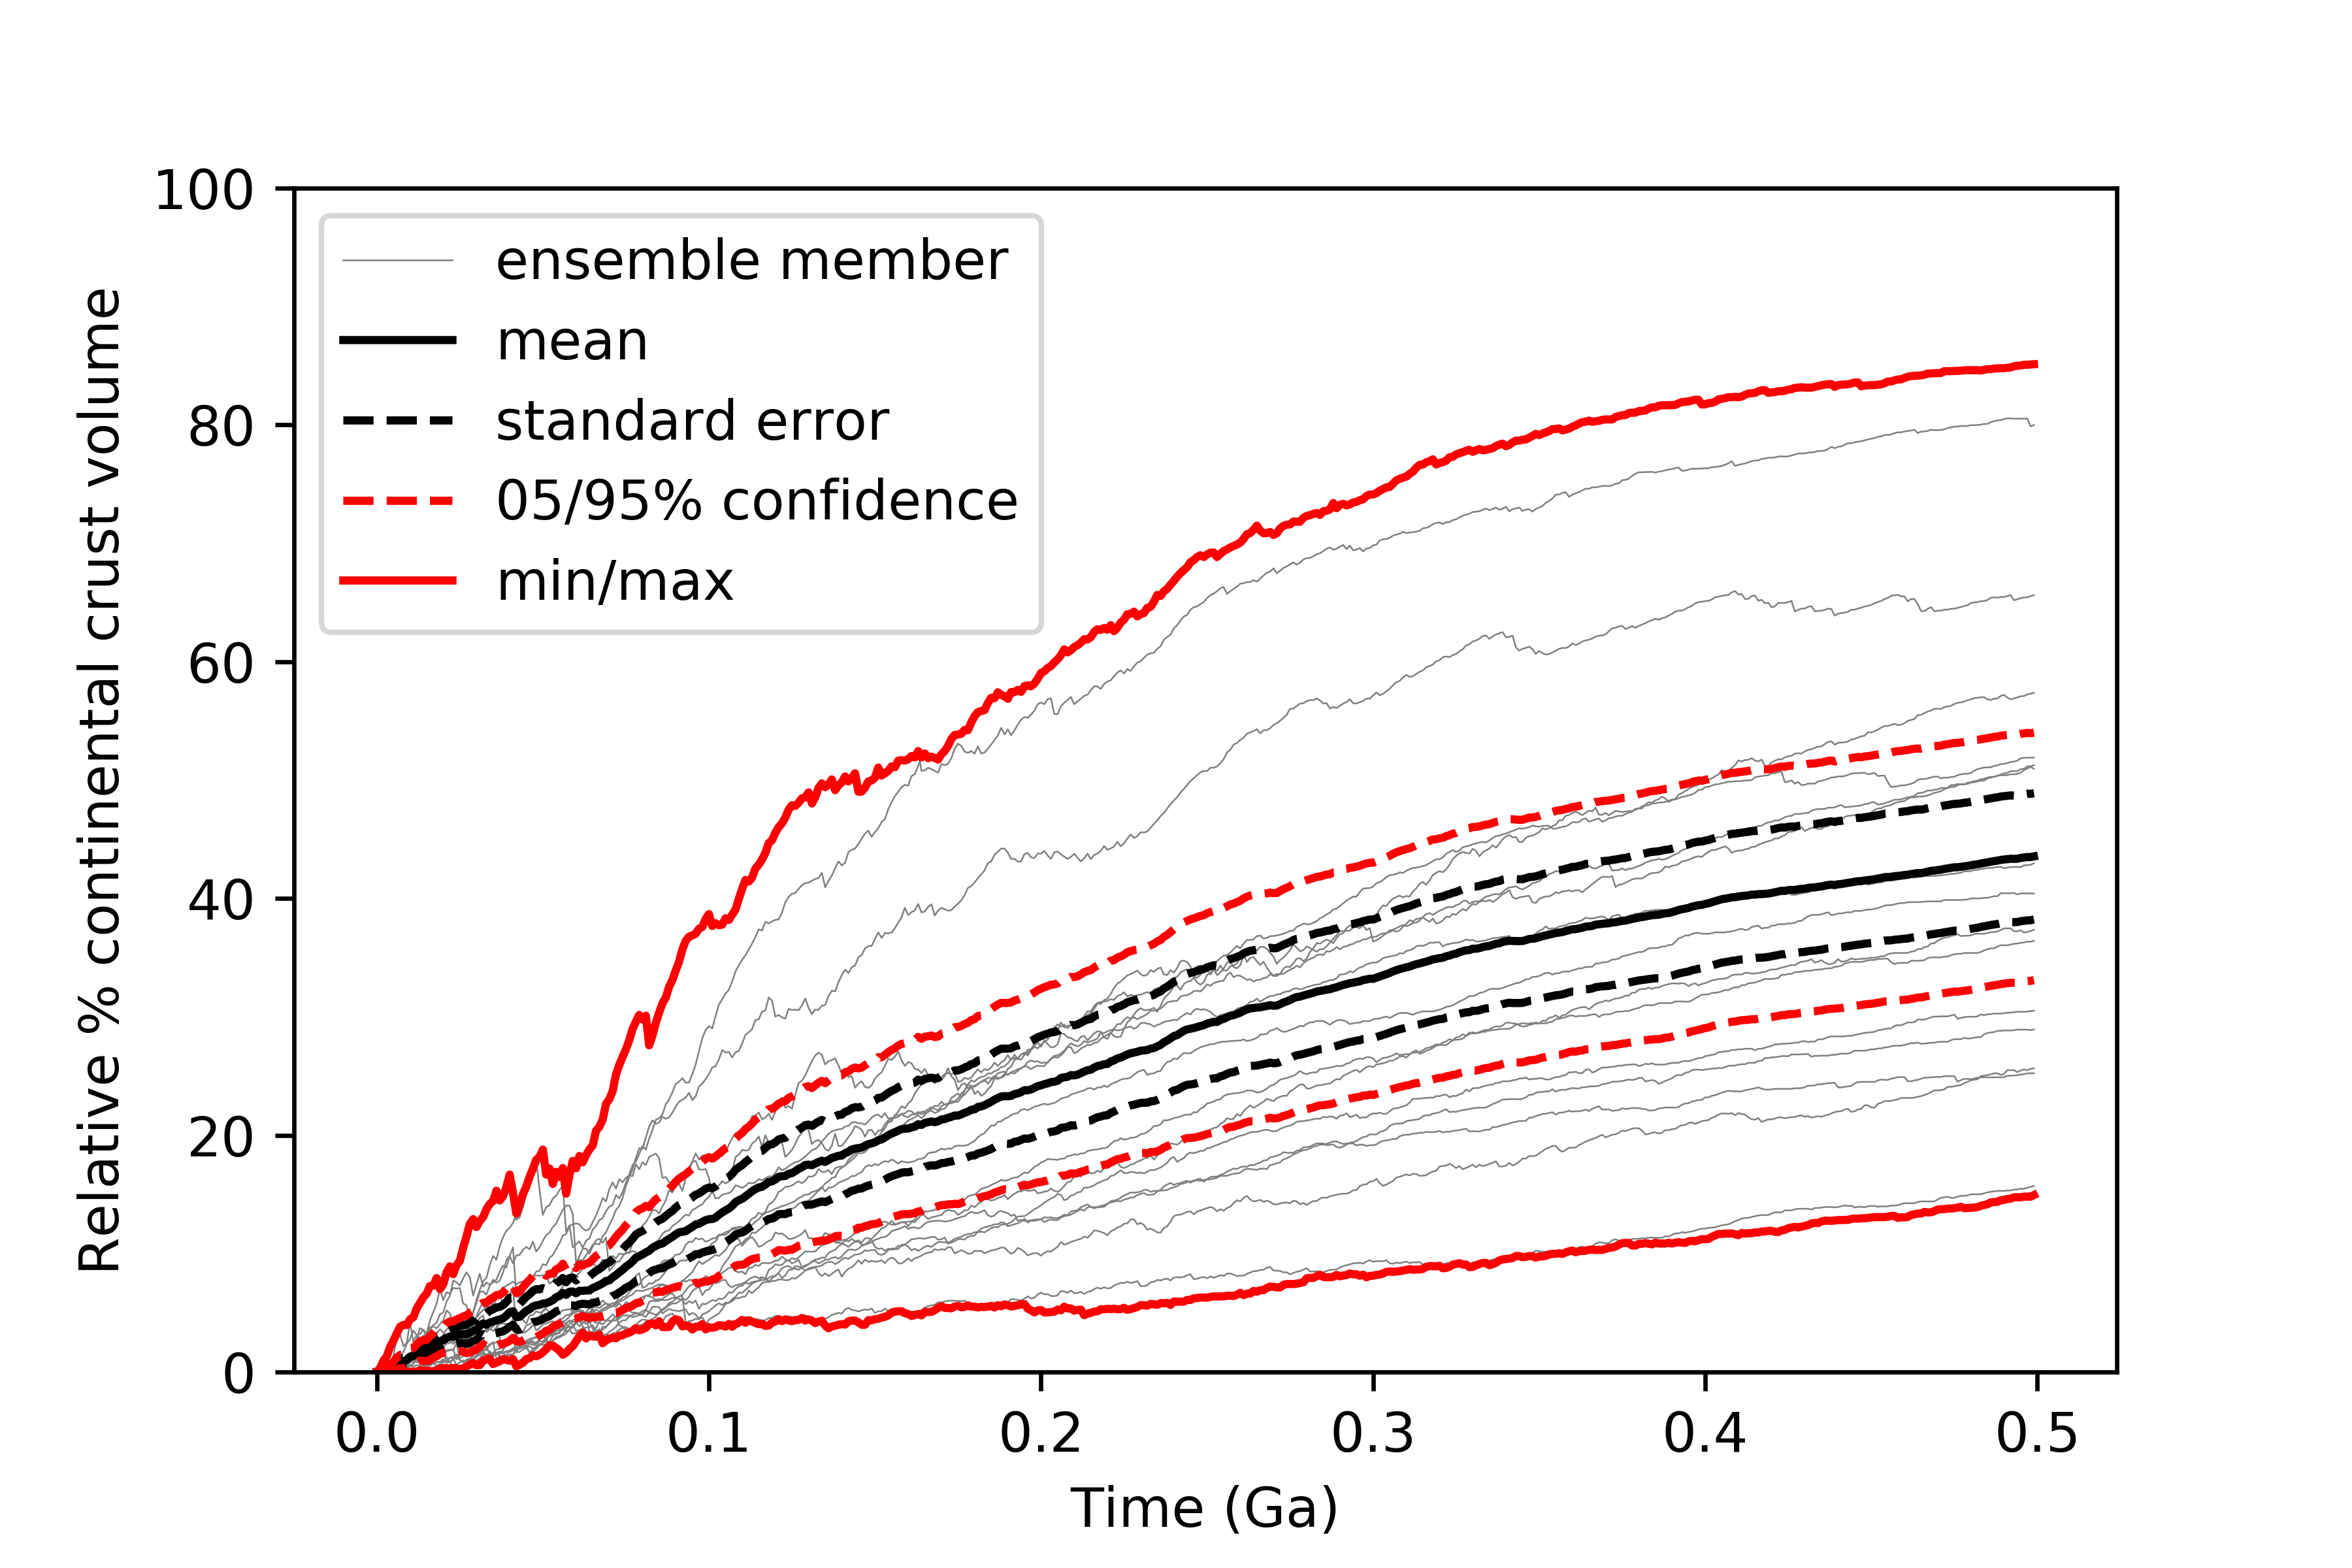 100
80
60
40
20
0
Relative % continental crust volume
ensemble member
mean
standard error
05/95% confidence
min/max
0.0 0.1 0.2 0.3 0.4 0.5
Time (Ga)